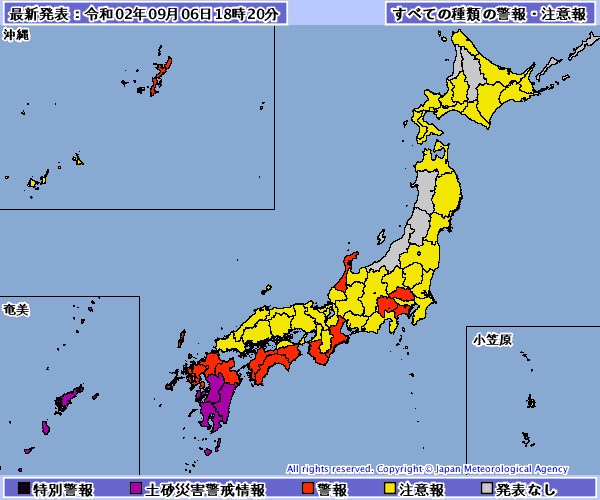 最新発表：令和02年09月06日18時20分
すべての種類の警報・注意報
沖縄
奄美
小笠原
All rights reserved. Copyright © Japan Meteorological Agency
特別警報
土砂災害警戒情報
警報
注意報
発表なし